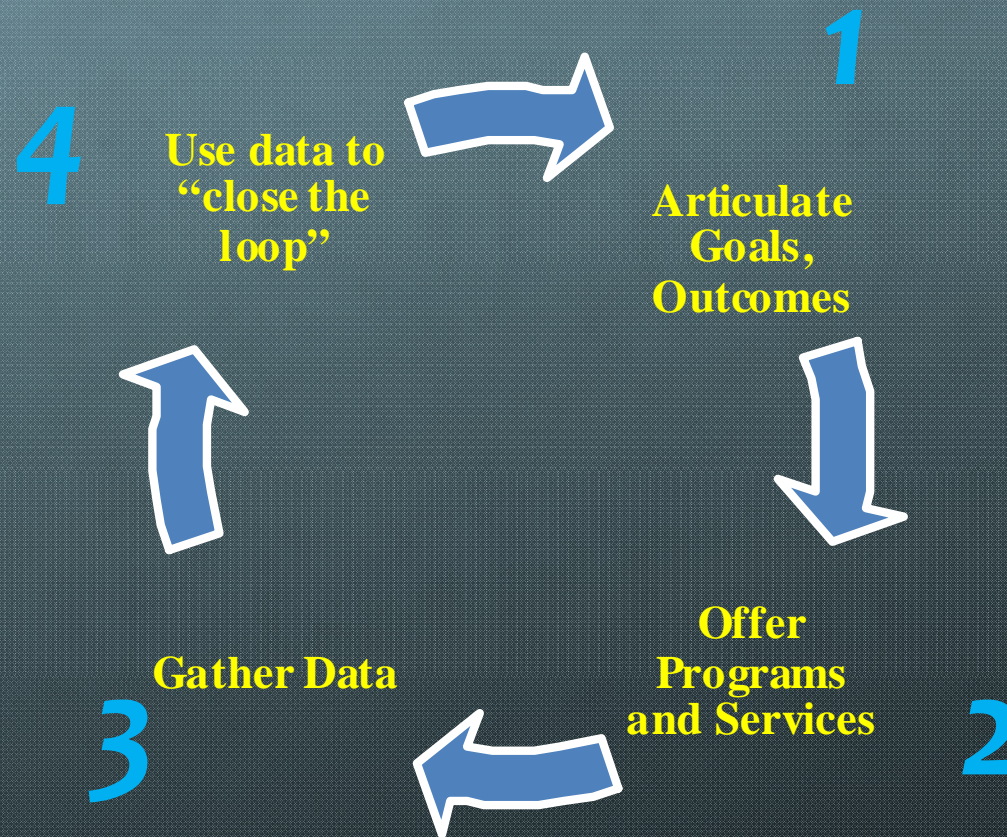 1
Articulate
Goals,
Outcomes
2
Offer
Programs
and Services
3
Gather Data
4
Use data to
“close the
loop”